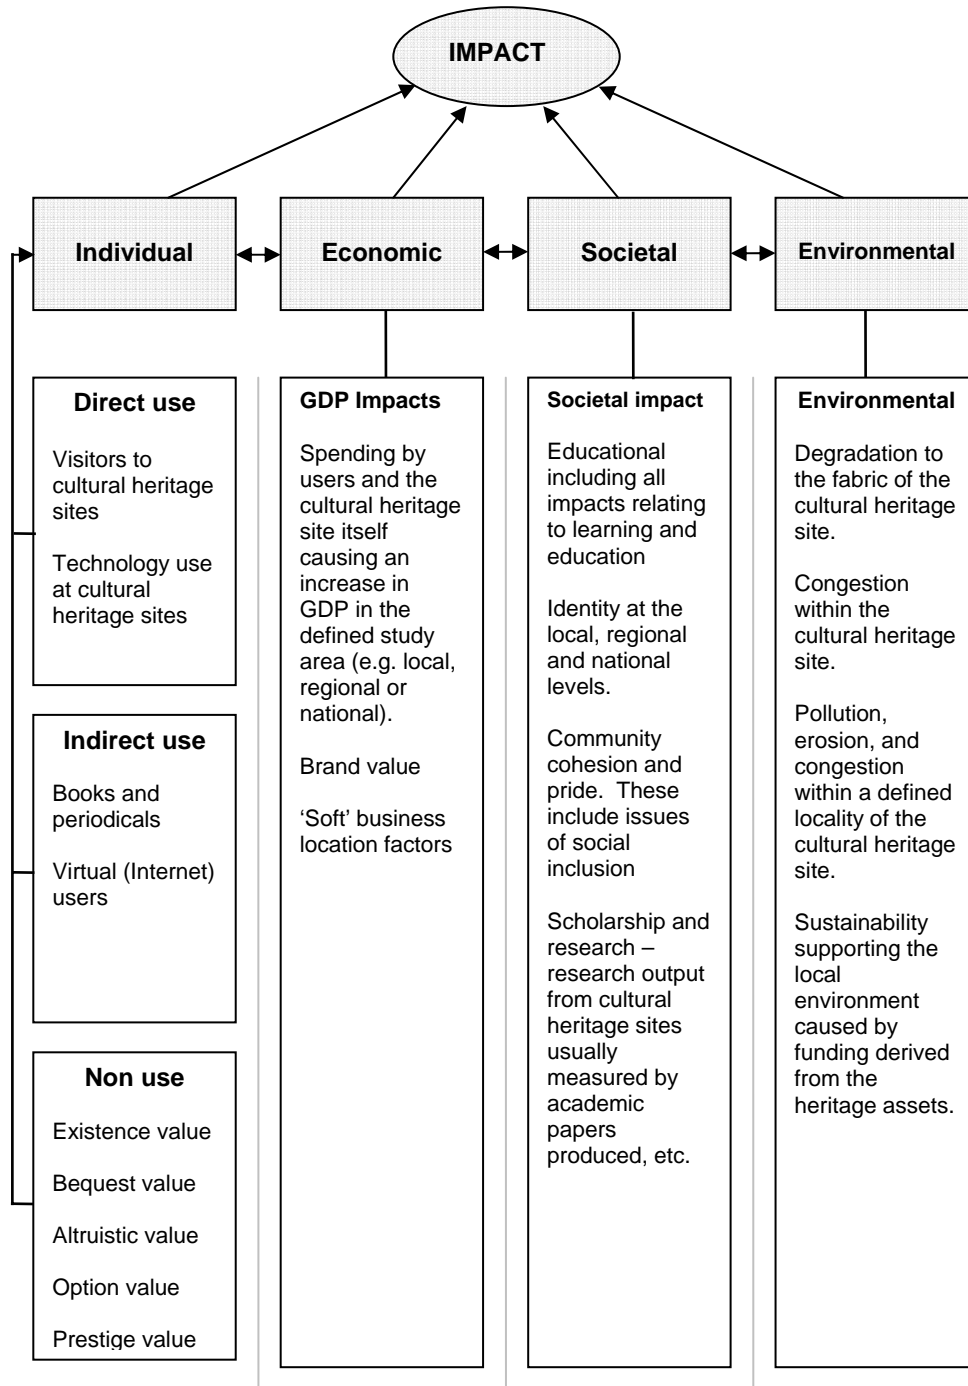 IMPACT
Individual
Economic
Societal
Environmental
Direct use
Visitors to
cultural heritage
sites
Technology use
at cultural
heritage sites
Indirect use
Books and
periodicals
Virtual (Internet)
users
Non use
Existence value
Bequest value
Altruistic value
Option value
Prestige value
GDP Impacts
Spending by
users and the
cultural heritage
site itself
causing an
increase in
GDP in the
defined study
area (e.g. local,
regional or
national).
Brand value
‘Soft’ business
location factors
Societal impact
Educational
including all
impacts relating
to learning and
education
Identity at the
local, regional
and national
levels.
Community
cohesion and
pride.  These
include issues
of social
inclusion
Scholarship and
research –
research output
from cultural
heritage sites
usually
measured by
academic
papers
produced, etc.
Environmental
Degradation to
the fabric of the
cultural heritage
site.
Congestion
within the
cultural heritage
site.
Pollution,
erosion, and
congestion
within a defined
locality of the
cultural heritage
site.
Sustainability
supporting the
local
environment
caused by
funding derived
from the
heritage assets.